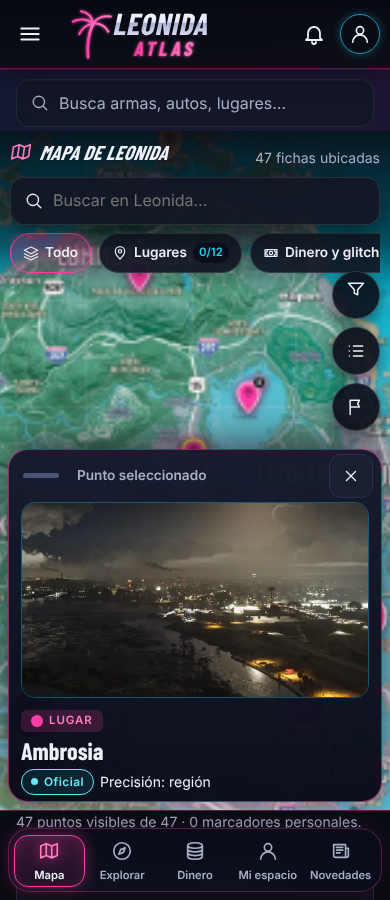 LEONIDA
ATLAS
Busca armas, autos, lugares...
MAPA DE LEONIDA
47 fichas ubicadas
Buscar en Leonida...
Todo
Lugares 0/12
Dinero y glitch
Punto seleccionado
LUGAR
Ambrosia
Oficial Precisión: región
47 puntos visibles de 47 · 0 marcadores personales.
Mapa
Explorar
Dinero
Mi espacio
Novedades